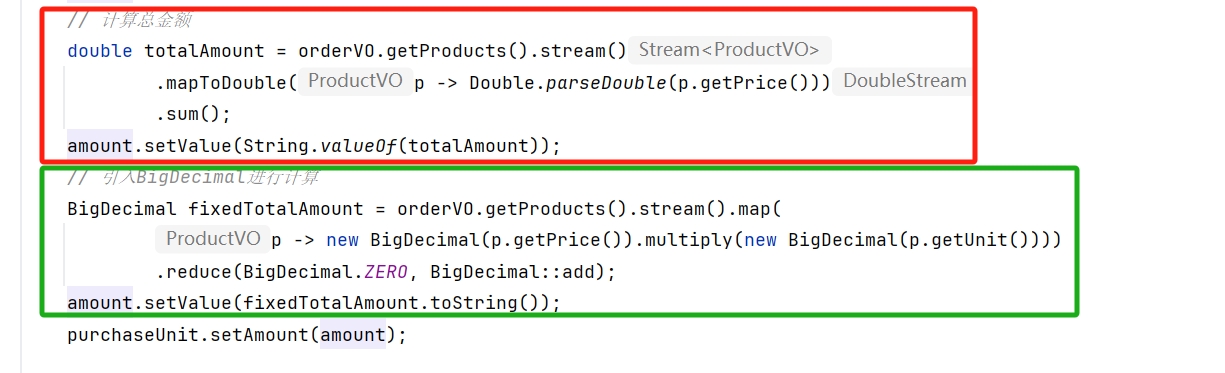 // 计算总金额
double totalAmount = orderVO.getProducts().stream() Stream<ProductVO>
.mapToDouble( ProductVO p -> Double.parseDouble(p.getPrice())) DoubleStream
.sum();
amount.setValue(String.valueOf(totalAmount));
// 引入BigDecimal进行计算
BigDecimal fixedTotalAmount = orderVO.getProducts().stream().map(
ProductVO p -> new BigDecimal(p.getPrice()).multiply(new BigDecimal(p.getUnit())))
.reduce(BigDecimal.ZERO, BigDecimal::add);
amount.setValue(fixedTotalAmount.toString());
purchaseUnit.setAmount(amount);